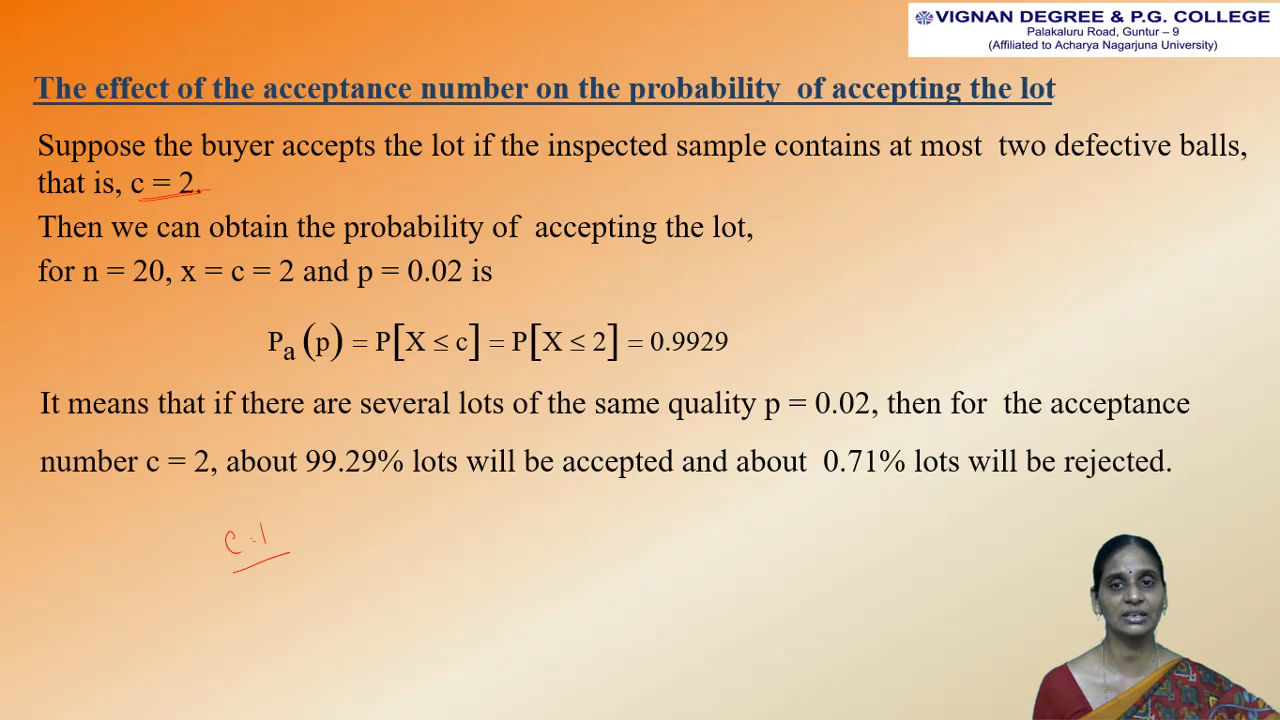 VIGNAN DEGREE & P.G. COLLEGE
Palakaluru Road, Guntur – 9
(Affiliated to Acharya Nagarjuna University)
The effect of the acceptance number on the probability of accepting the lot
Suppose the buyer accepts the lot if the inspected sample contains at most two defective balls,
that is, c = 2.
Then we can obtain the probability of accepting the lot,
for n = 20, x = c = 2 and p = 0.02 is
Pa (p) = P[X ≤ c] = P[X ≤ 2] = 0.9929
It means that if there are several lots of the same quality p = 0.02, then for the acceptance
number c = 2, about 99.29% lots will be accepted and about 0.71% lots will be rejected.
c = 1